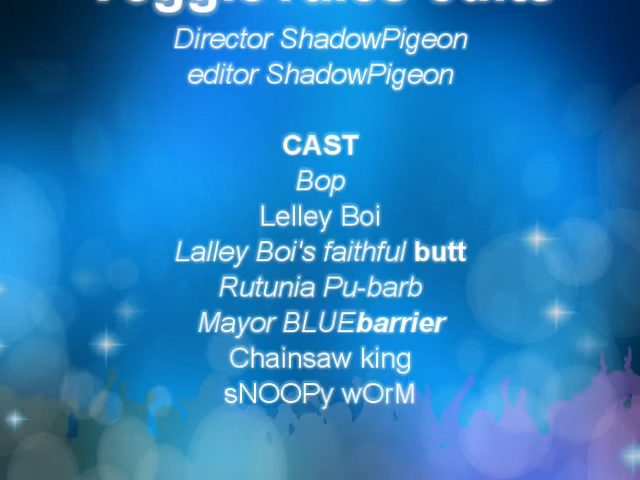 Director ShadowPigeon
editor ShadowPigeon
CAST
Bop
Lelley Boi
Lalley Boi's faithful butt
Rutunia Pu-barb
Mayor BLUEbarrier
Chainsaw king
sNOOPy wOrM